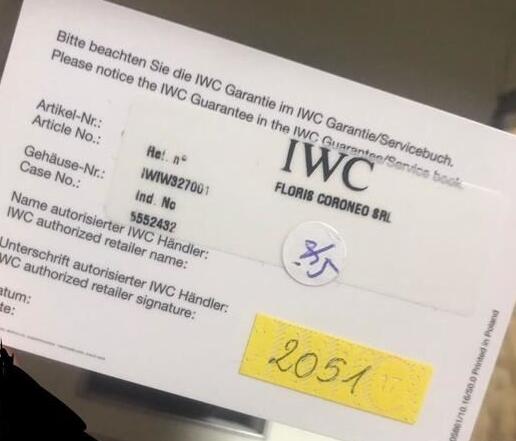 Bitte beachten Sie die IWC Garantie im IWC Garantie/Servicebuch.
Please notice the IWC Guarantee in the IWC Guarantee/Service book.
Artikel-Nr.:
Article No.:
Ref. n°
IWIW327001
IWC
FLORIS CORONEO SRL
Gehäuse-Nr.:
Case No.:
Ind. No
5552432
Name autorisierter IWC Händler:
IWC authorized retailer name:
Unterschrift autorisierter IWC Händler:
WC authorized retailer signature:
atum:
te:
2051